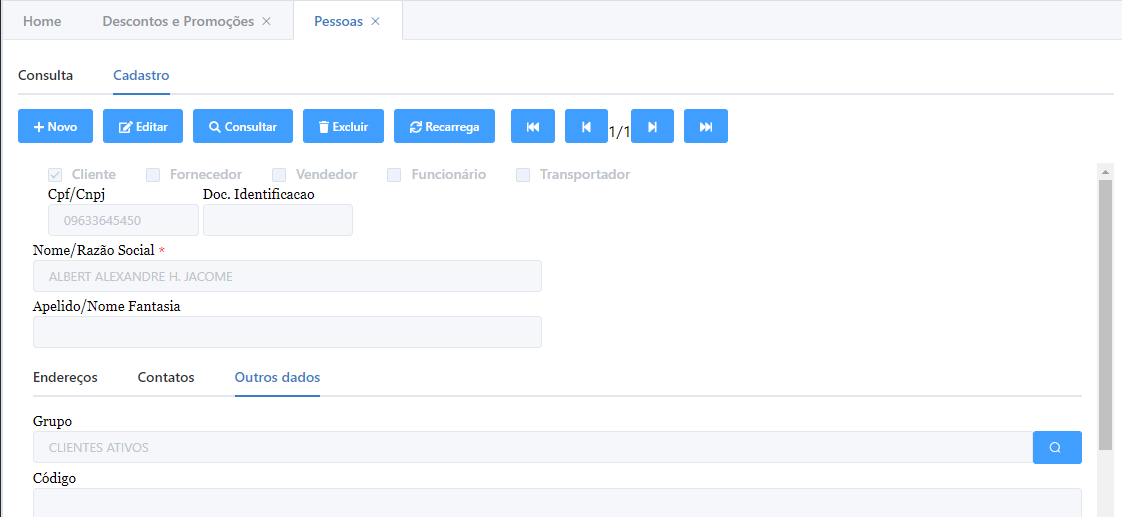 Home Descontos e Promoções × Pessoas ×
Consulta Cadastro
+ Novo Editar Consultar Excluir Recarrega 1/1
Cliente Fornecedor Vendedor Funcionário Transportador
Cpf/Cnpj Doc. Identificacao
09633645450
Nome/Razão Social *
ALBERT ALEXANDRE H. JACOME
Apelido/Nome Fantasia
Endereços Contatos Outros dados
Grupo
CLIENTES ATIVOS
Código